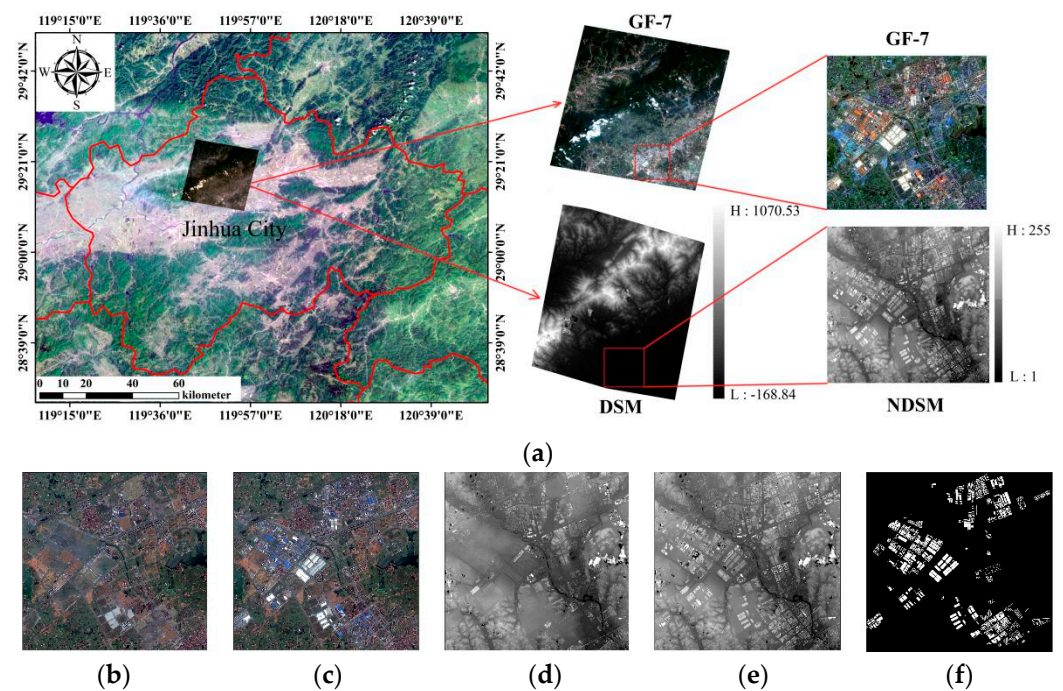 119°15'0"E 119°36'0"E 119°57'0"E 120°18'0"E 120°39'0"E
GF-7
GF-7
N
W E
S
29°42'0"N
29°21'0"N
29°00'0"N
28°39'0"N
29°42'0"N
29°21'0"N
29°00'0"N
28°39'0"N
Jinhua City
H : 1070.53
L : -168.84
H : 255
L : 1
0 10 20 40 60
kilometer
119°15'0"E 119°36'0"E 119°57'0"E 120°18'0"E 120°39'0"E
DSM
NDSM
(a)
(b) (c) (d) (e) (f)